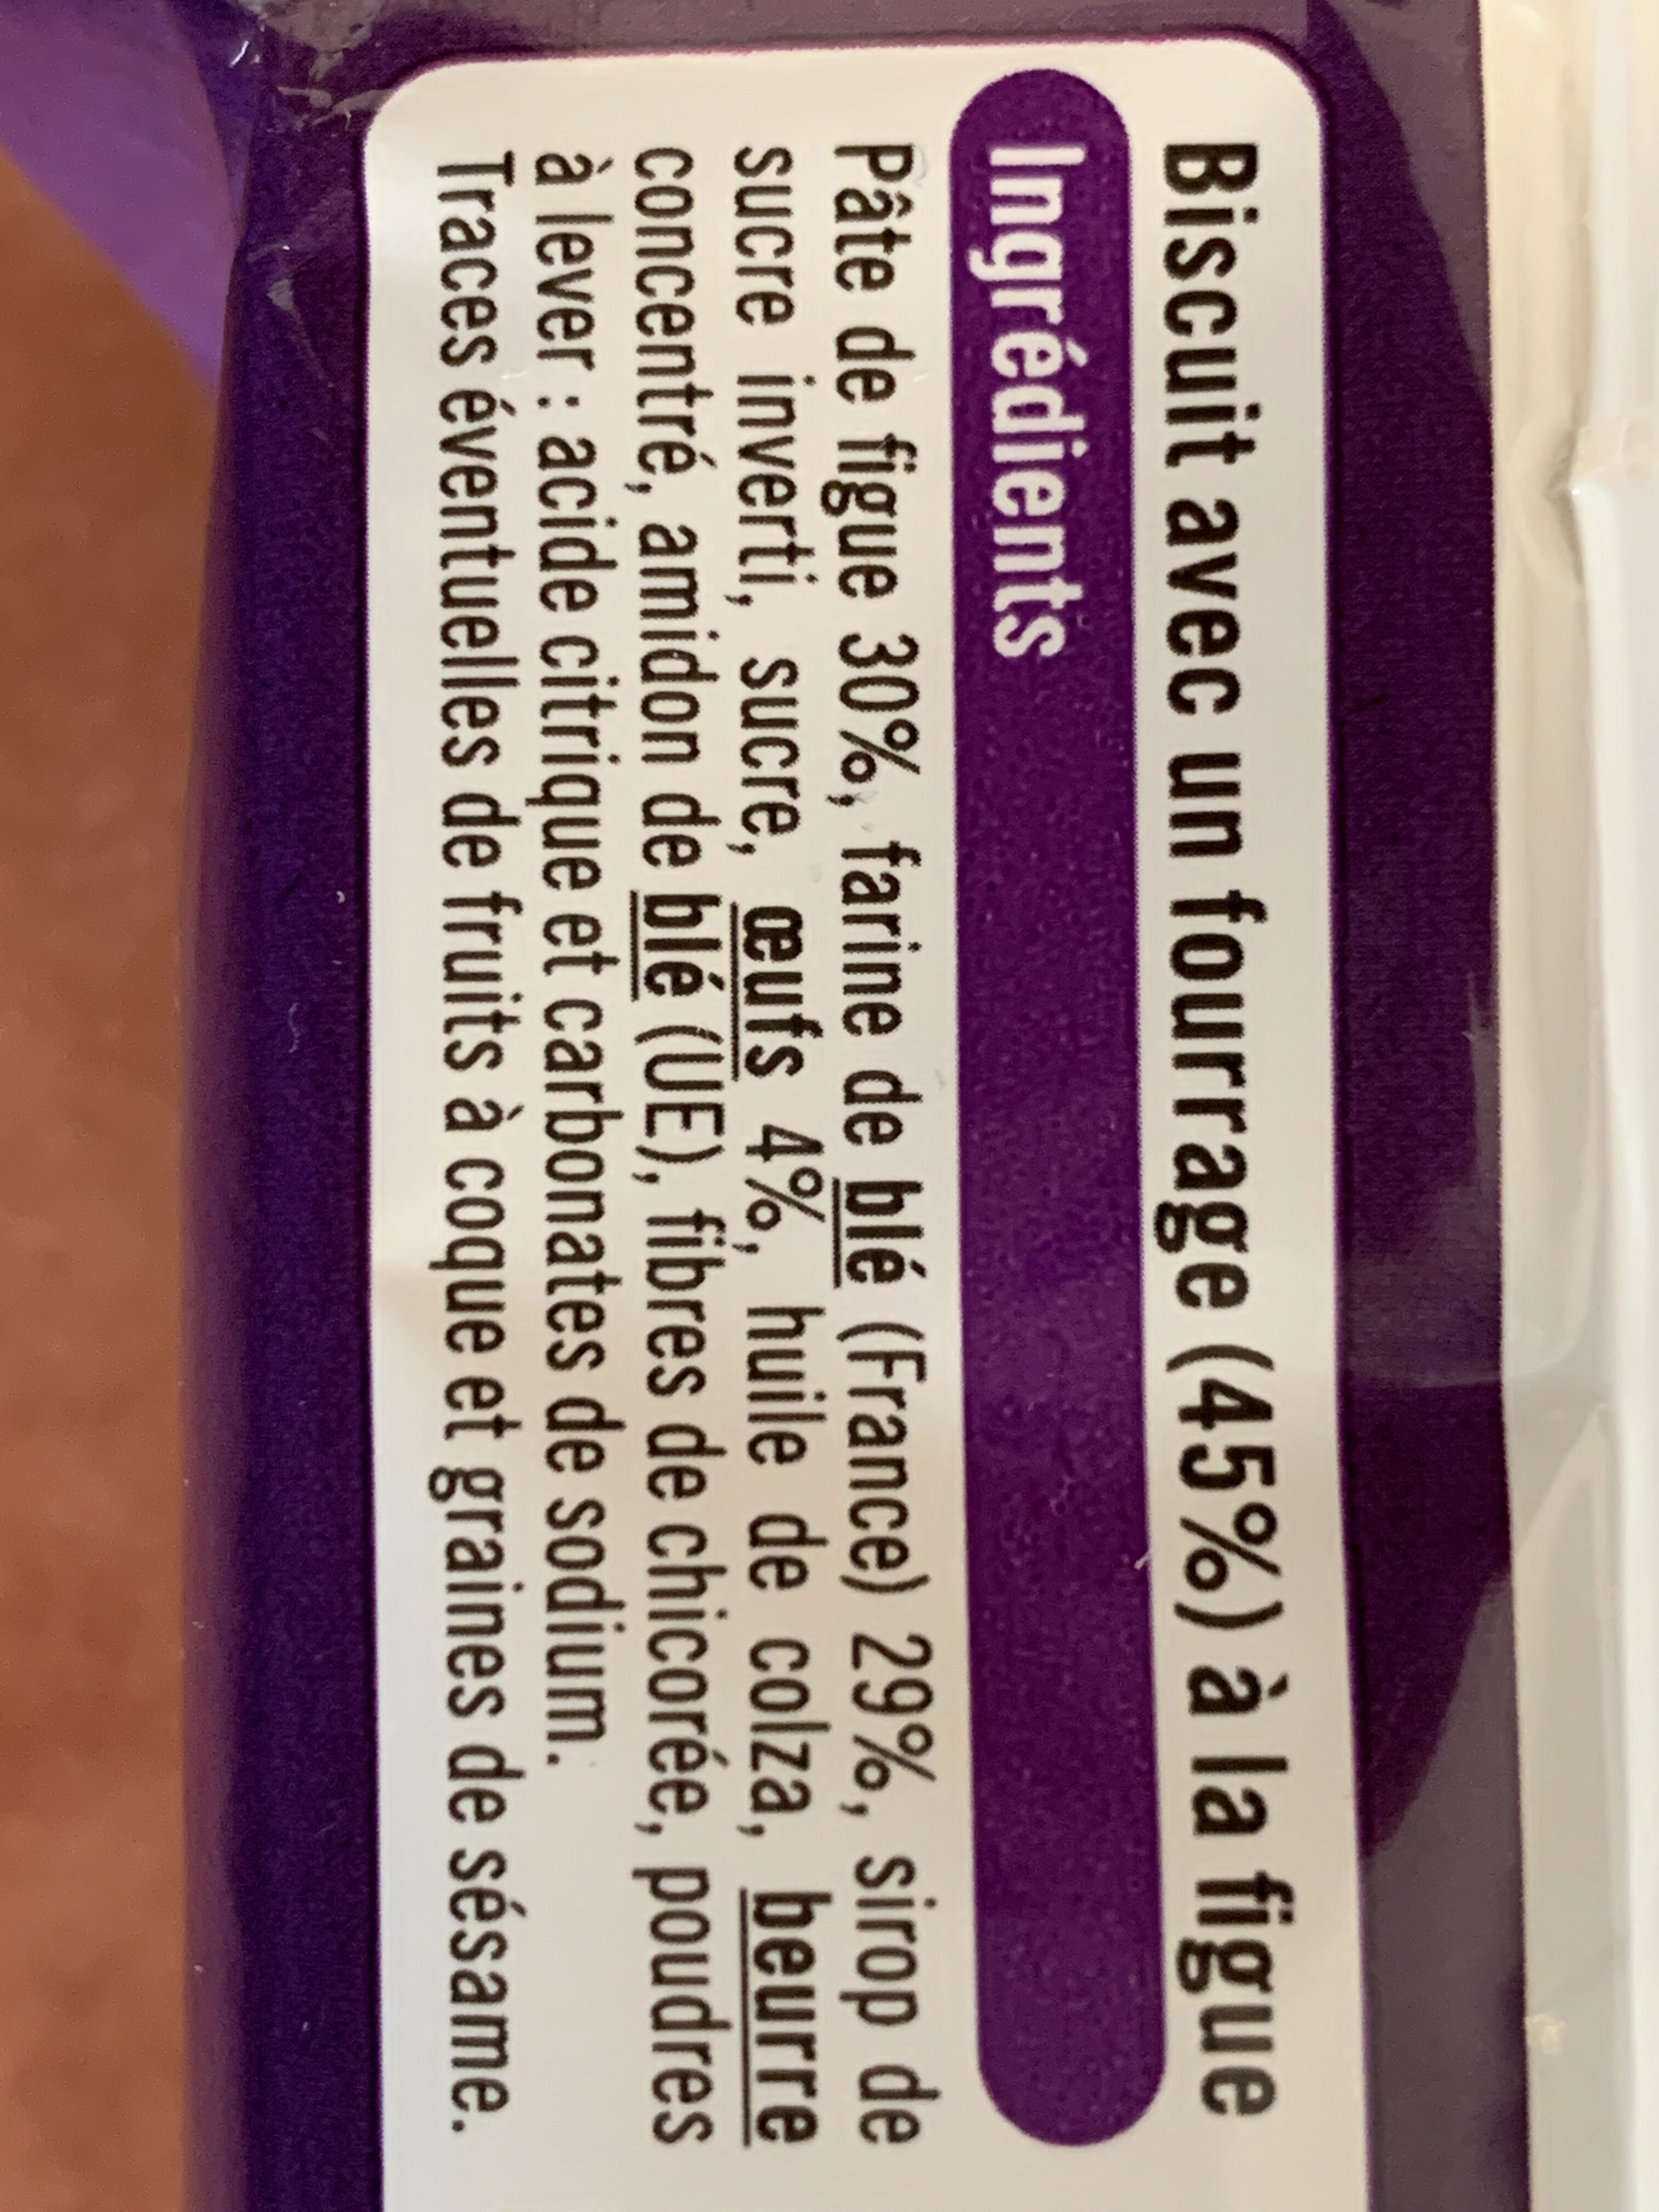 Biscuit avec un fourrage (45%) à la figue
Ingrédients
Pâte de figue 30%, farine de blé (France) 29%, sirop de
sucre inverti, sucre, œufs 4%, huile de colza, beurre
concentré, amidon de blé (UE), fibres de chicorée, poudres
à lever : acide citrique et carbonates de sodium.
Traces éventuelles de fruits à coque et graines de sésame.